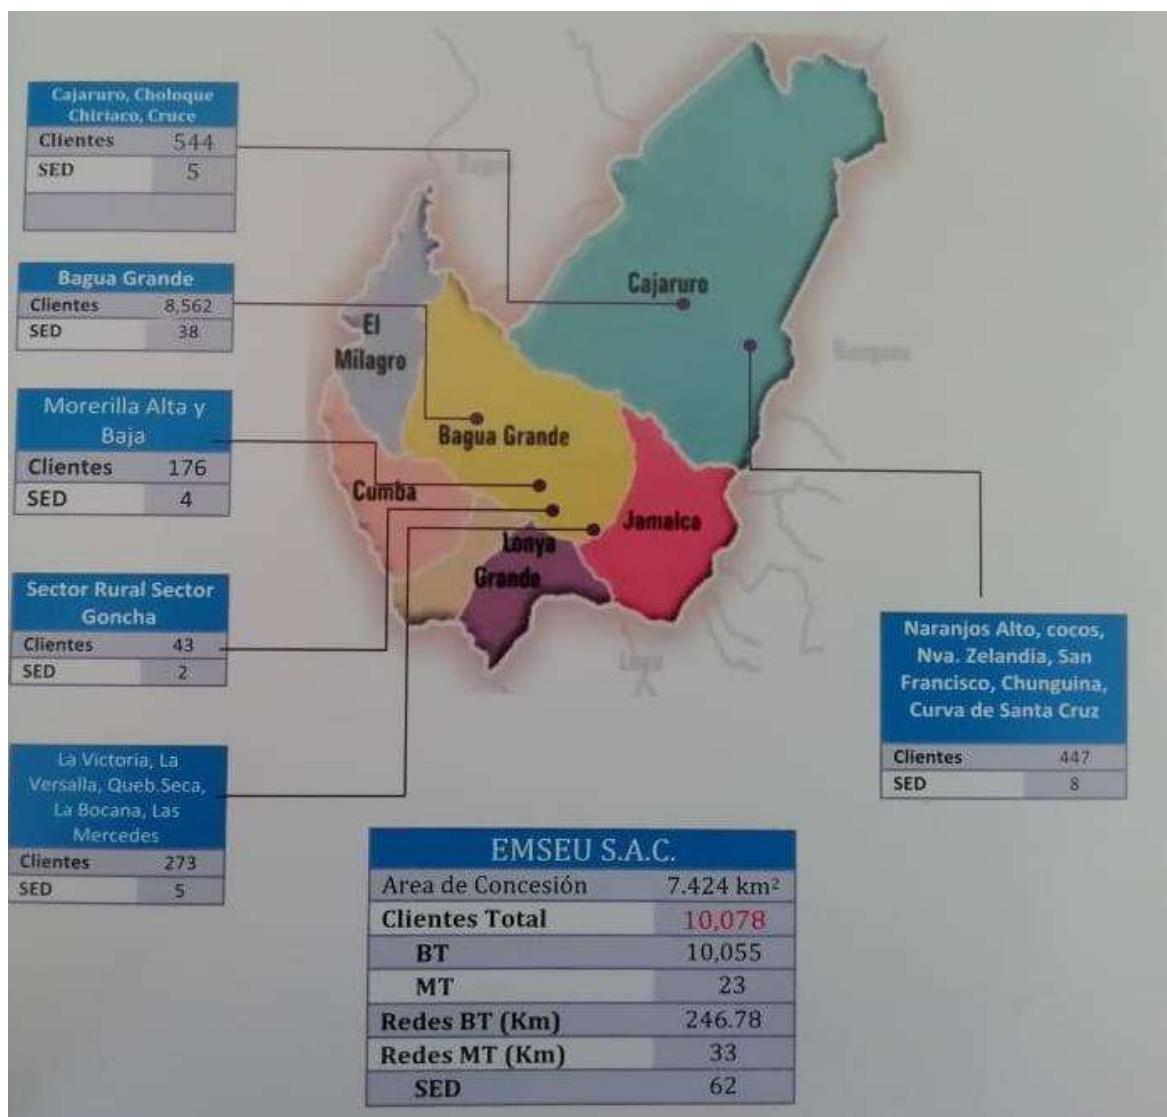 Cajaruro, Choloque
Chiriaco, Cruce
Clientes 544
SED 5
Bagua Grande
Clientes 8,562
SED 38
Morerilla Alta y
Baja
Clientes 176
SED 4
Sector Rural Sector
Goncha
Clientes 43
SED 2
La Victoria, La
Versalla, Queb.Seca,
La Bocana, Las
Mercedes
Clientes 273
SED 5
Cajaruro
El
Milagro
Bagua Grande
Cumba
Jamalca
Lonya
Grande
Naranjos Alto, cocos,
Nva. Zelandia, San
Francisco, Chunguina,
Curva de Santa Cruz
Clientes 447
SED 8
EMSEU S.A.C.
Area de Concesión 7.424 km²
Clientes Total 10,078
BT 10,055
MT 23
Redes BT (Km) 246.78
Redes MT (Km) 33
SED 62